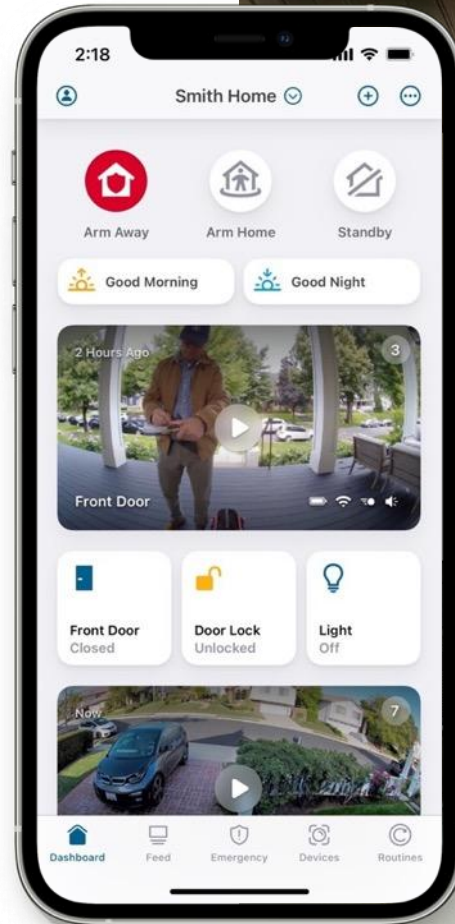 2:18
Smith Home
Arm Away Arm Home Standby
Good Morning Good Night
2 Hours Ago 3
Front Door
Front Door Door Lock Light
Closed Unlocked Off
Now 7
Dashboard Feed Emergency Devices Routines